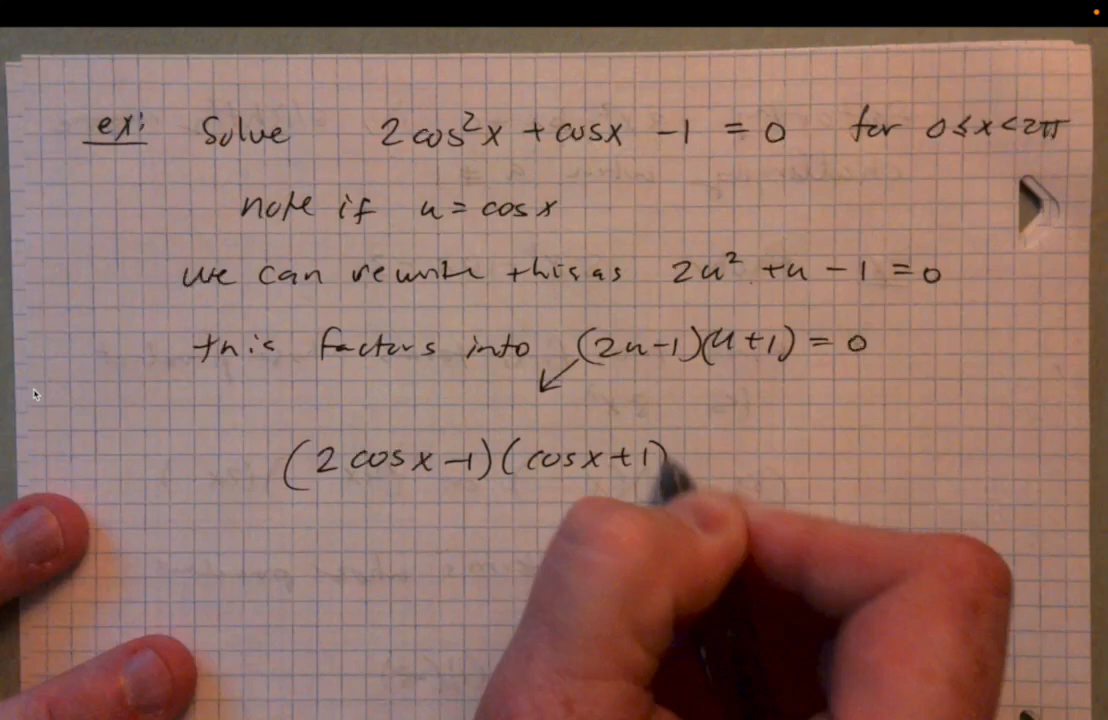 ex: Solve 2cos²x + cosx - 1 = 0 for 0≤x<2π
note if u = cosx
we can rewrite this as 2u² + u - 1 = 0
this factors into (2u-1)(u+1) = 0
(2cosx-1)(cosx+1)